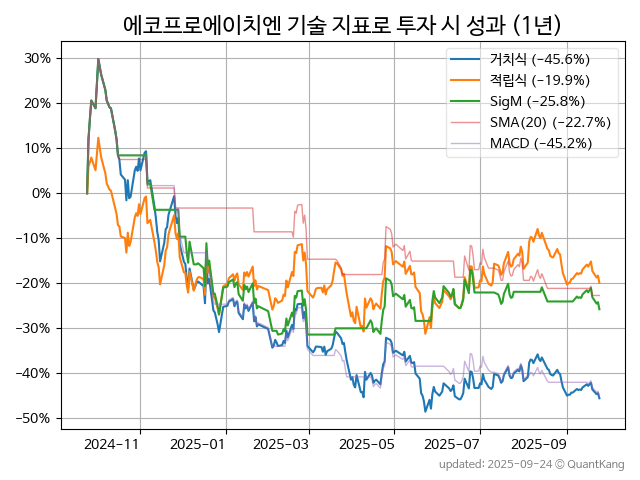 에코프로에이치엔 기술 지표로 투자 시 성과 (1년)
거치식 (−45.6%)
적립식 (−19.9%)
SigM (−25.8%)
SMA(20) (−22.7%)
MACD (−45.2%)
30%
20%
10%
0%
−10%
−20%
−30%
−40%
−50%
2024-11 2025-01 2025-03 2025-05 2025-07 2025-09
updated: 2025-09-24 © QuantKang